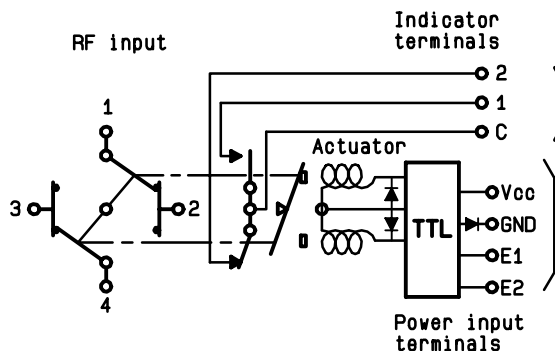 RF input
Indicator
terminals
2
1
C
1
Actuator
3
2
4
TTL
Vcc
GND
E1
E2
Power input
terminals